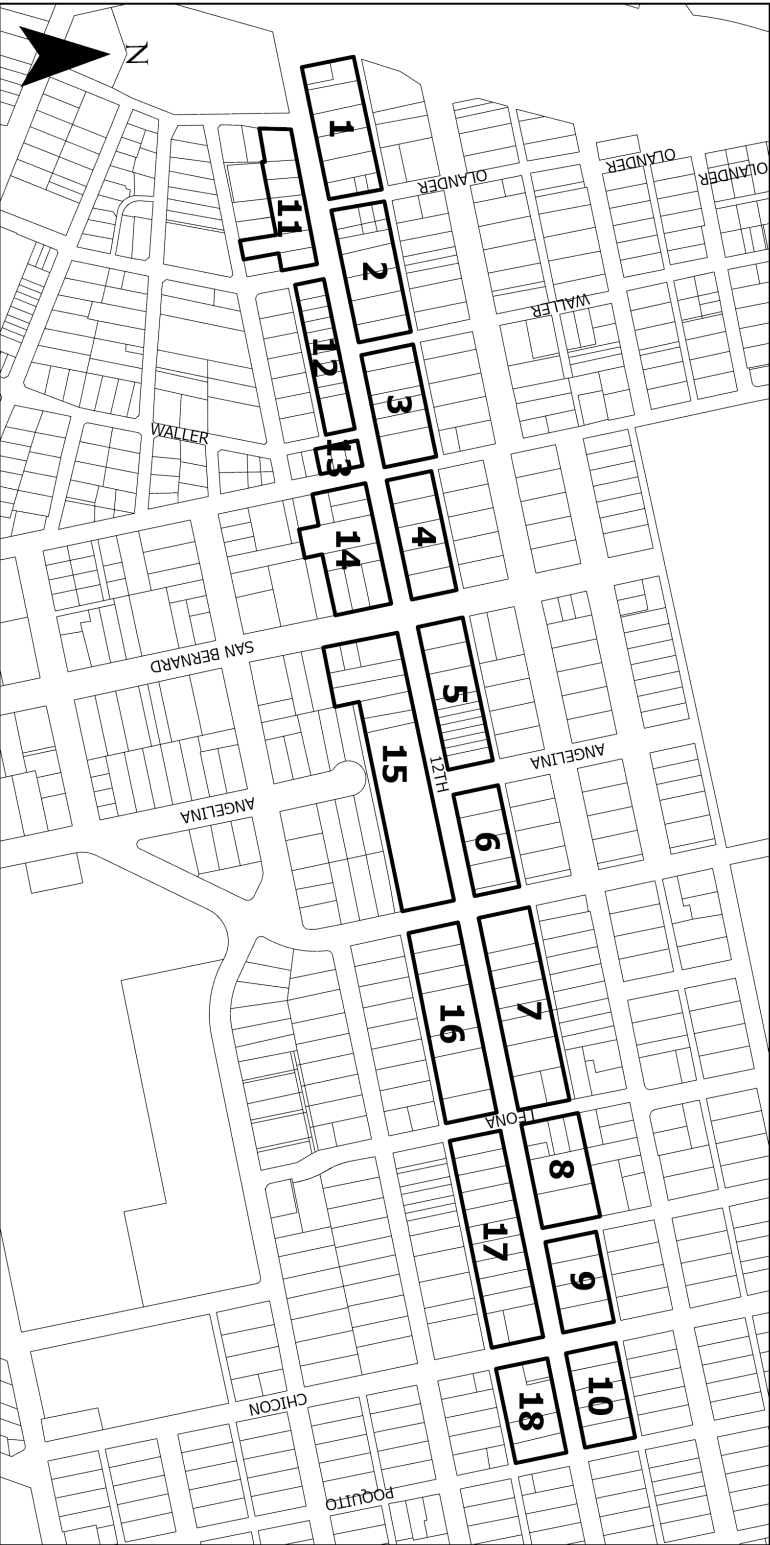 N
1
OLANDER
OLANDER
OLANDER
11
2
WALLER
12
3
WALLER
13
4
14
SAN BERNARD
5
15
12TH
ANGELINA
ANGELINA
6
7
16
LEONA
8
17
9
10
18
CHICON
POQUITO